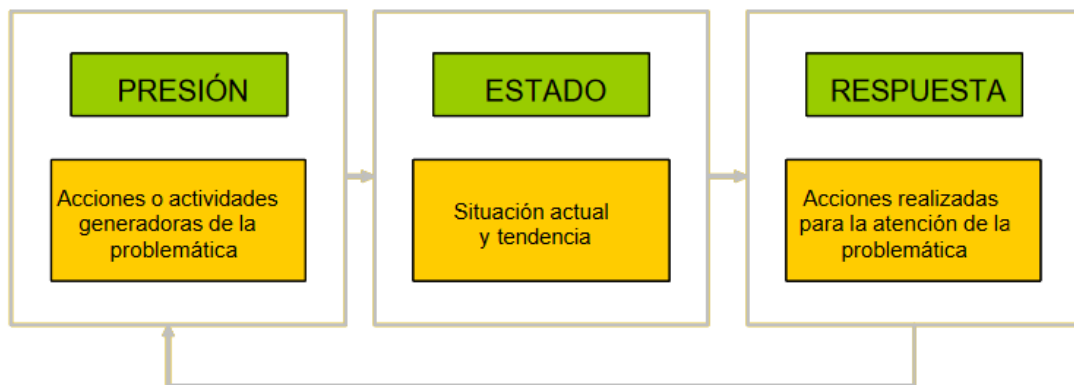 PRESIÓN
Acciones o actividades
generadoras de la
problemática
ESTADO
Situación actual
y tendencia
RESPUESTA
Acciones realizadas
para la atención de la
problemática